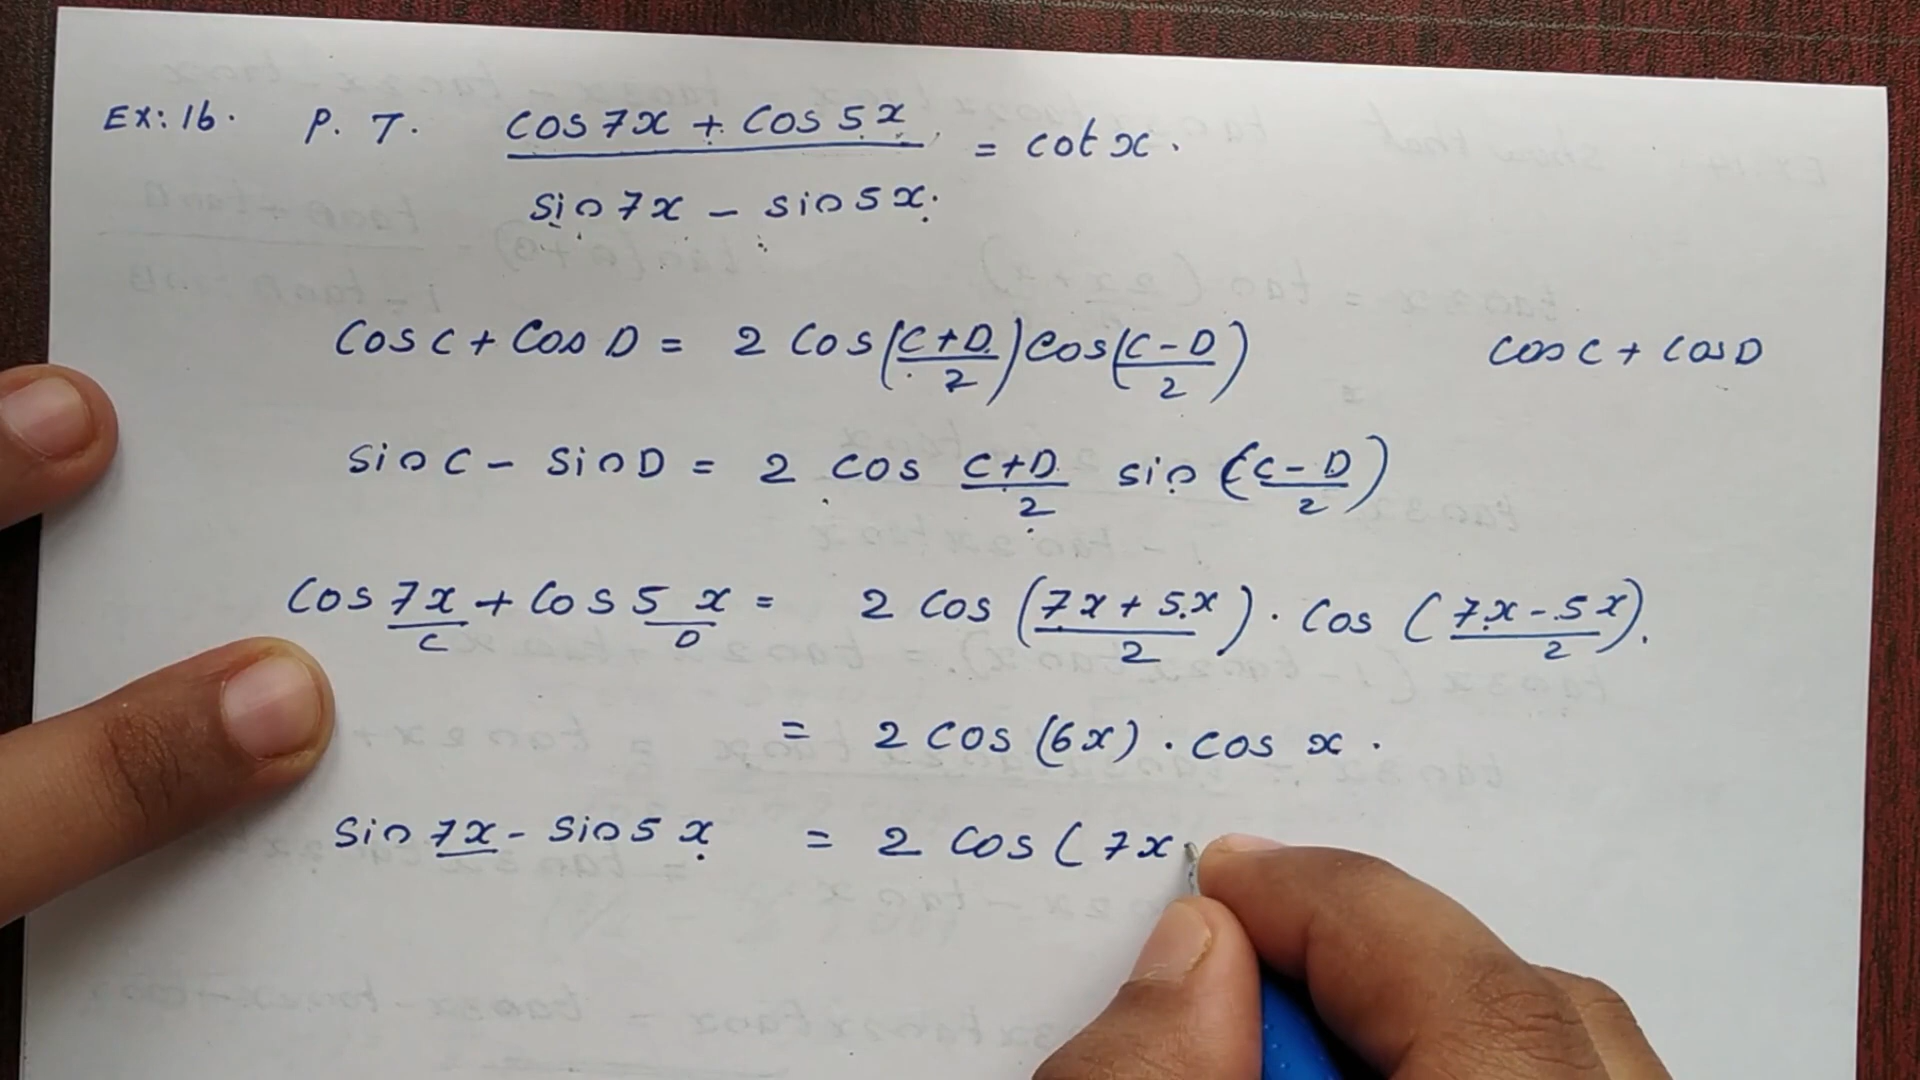 Ex: 16. P. T. (cos 7x + cos 5x) / (sin 7x - sin 5x) = cot x.
cos C + cos D = 2 cos ((C+D)/2) cos ((C-D)/2) cos C + cos D
sin C - sin D = 2 cos (C+D)/2 sin ((C-D)/2)
cos 7x + cos 5x = 2 cos ((7x + 5x)/2) · cos ((7x - 5x)/2).
C D
= 2 cos (6x) · cos x.
sin 7x - sin 5x = 2 cos ( 7x